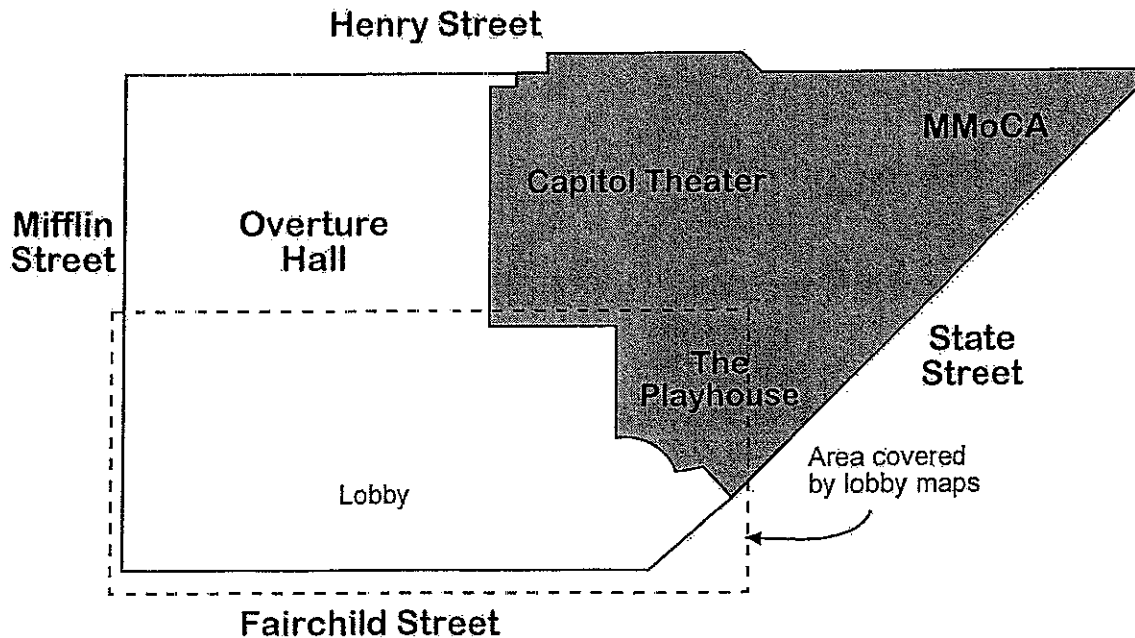 Henry Street
MMoCA
Capitol Theater
Mifflin
Street
Overture
Hall
State
Street
The
Playhouse
Area covered
by lobby maps
Lobby
Fairchild Street